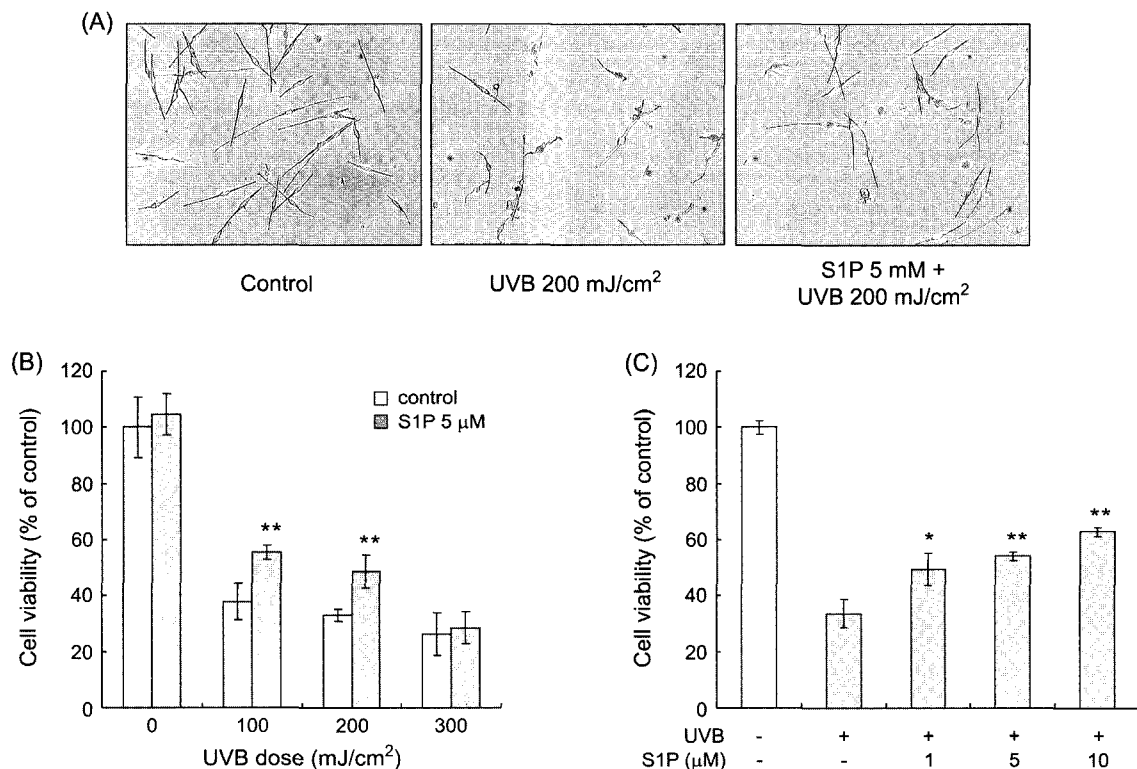 (A)
Control
UVB 200 mJ/cm²
S1P 5 mM +
UVB 200 mJ/cm²
(B)
Cell viability (% of control)
120
100
80
60
40
20
0
control
S1P 5 μM
**
**
0
100
200
300
UVB dose (mJ/cm²)
(C)
Cell viability (% of control)
120
100
80
60
40
20
0
*
**
**
UVB - + + + +
S1P (μM) - - 1 5 10